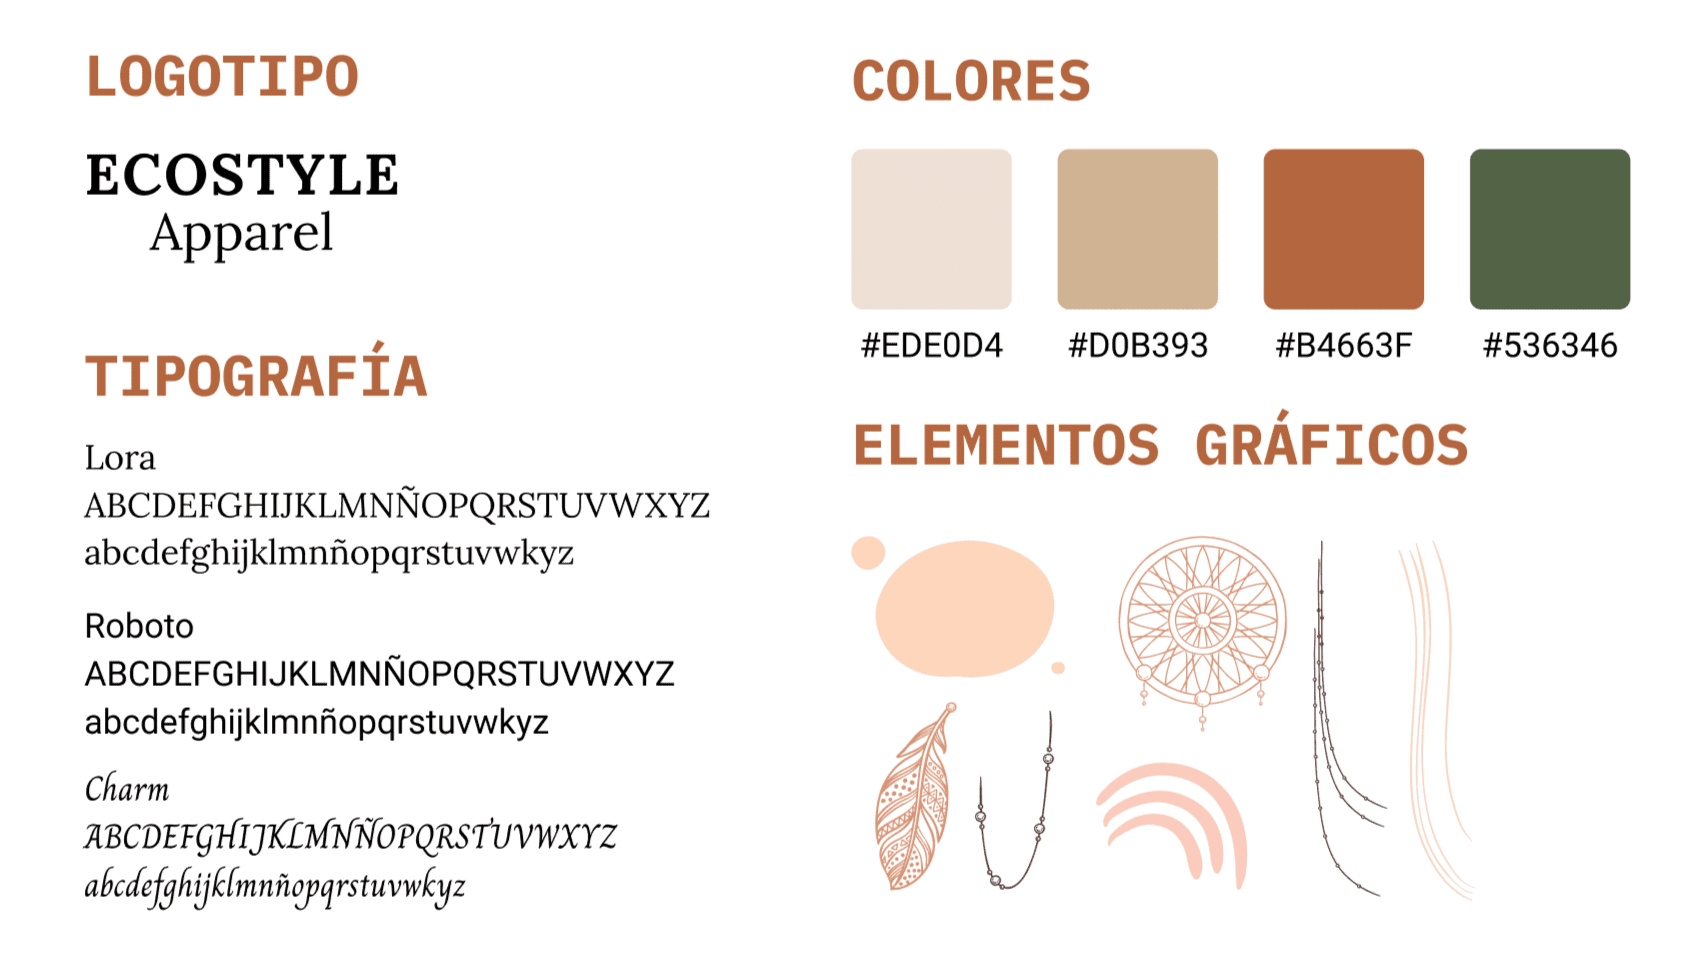 LOGOTIPO
ECOSTYLE
Apparel
TIPOGRAFÍA
Lora
ABCDEFGHIJKLMNÑOPQRSTUVWXYZ
abcdefghijklmnñopqrstuvwkyz
Roboto
ABCDEFGHIJKLMNÑOPQRSTUVWXYZ
abcdefghijklmnñopqrstuvwkyz
Charm
ABCDEFGHIJKLMNÑOPQRSTUVWXYZ
abcdefghijklmnñopqrstuvwkyz
COLORES
#EDE0D4
#D0B393
#B4663F
#536346
ELEMENTOS GRÁFICOS